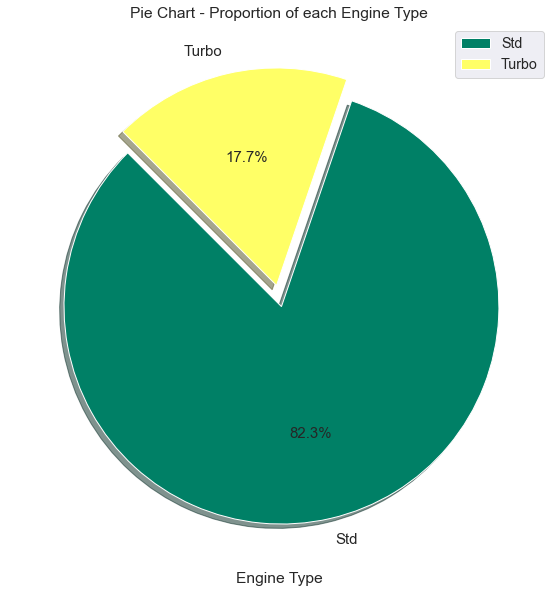 Pie Chart - Proportion of each Engine Type
Std
Turbo
Turbo
17.7%
82.3%
Std
Engine Type